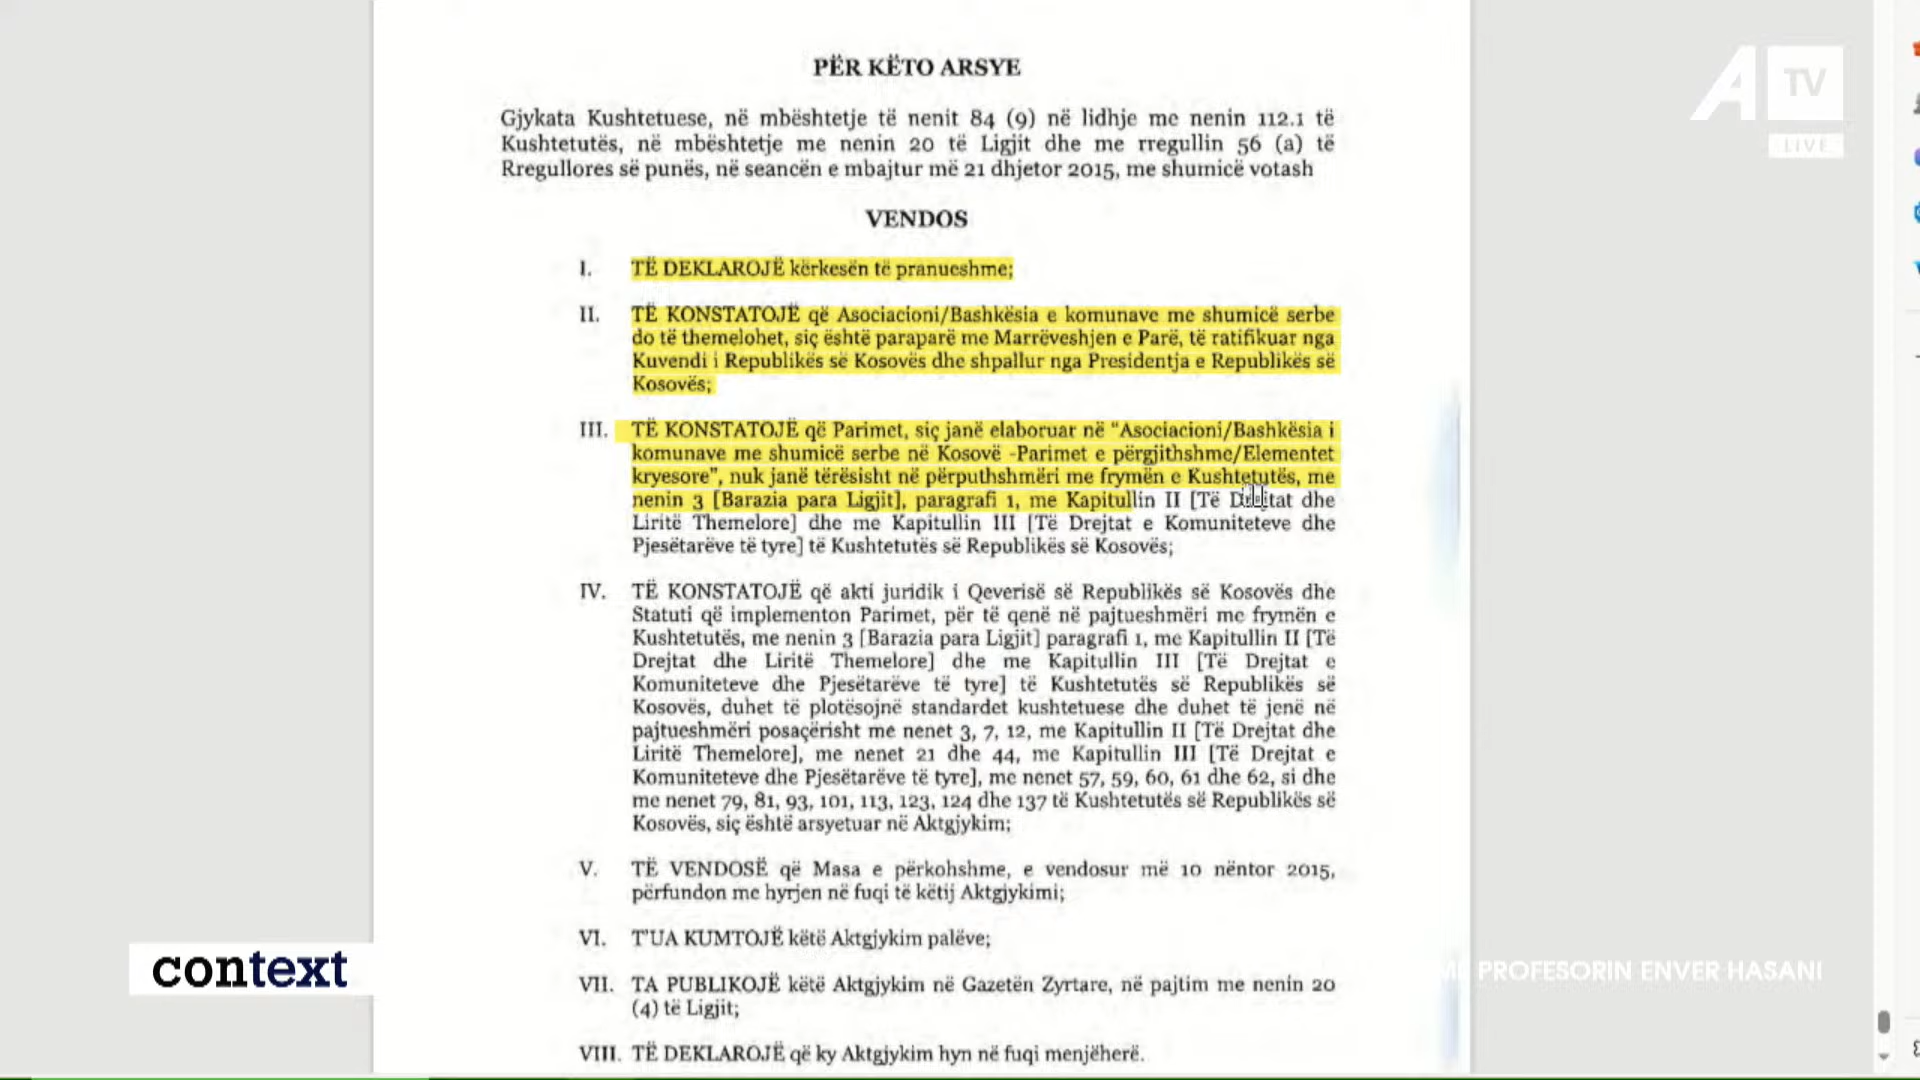 PËR KËTO ARSYE
Gjykata Kushtetuese, në mbështetje të nenit 84 (9) në lidhje me nenin 112.1 të
Kushtetutës, në mbështetje me nenin 20 të Ligjit dhe me rregullin 56 (a) të
Rregullores së punës, në seancën e mbajtur më 21 dhjetor 2015, me shumicë votash
VENDOS
I. TË DEKLAROJË kërkesën të pranueshme;
II. TË KONSTATOJË që Asociacioni/Bashkësia e komunave me shumicë serbe
do të themelohet, siç është paraparë me Marrëveshjen e Parë, të ratifikuar nga
Kuvendi i Republikës së Kosovës dhe shpallur nga Presidentja e Republikës së
Kosovës;
III. TË KONSTATOJË që Parimet, siç janë elaboruar në “Asociacioni/Bashkësia i
komunave me shumicë serbe në Kosovë -Parimet e përgjithshme/Elementet
kryesore”, nuk janë tërësisht në përputhshmëri me frymën e Kushtetutës, me
nenin 3 [Barazia para Ligjit], paragrafi 1, me Kapitullin II [Të Drejtat dhe
Liritë Themelore] dhe me Kapitullin III [Të Drejtat e Komuniteteve dhe
Pjesëtarëve të tyre] të Kushtetutës së Republikës së Kosovës;
IV. TË KONSTATOJË që akti juridik i Qeverisë së Republikës së Kosovës dhe
Statuti që implementon Parimet, për të qenë në pajtueshmëri me frymën e
Kushtetutës, me nenin 3 [Barazia para Ligjit] paragrafi 1, me Kapitullin II [Të
Drejtat dhe Liritë Themelore] dhe me Kapitullin III [Të Drejtat e
Komuniteteve dhe Pjesëtarëve të tyre] të Kushtetutës së Republikës së
Kosovës, duhet të plotësojnë standardet kushtetuese dhe duhet të jenë në
pajtueshmëri posaçërisht me nenet 3, 7, 12, me Kapitullin II [Të Drejtat dhe
Liritë Themelore], me nenet 21 dhe 44, me Kapitullin III [Të Drejtat e
Komuniteteve dhe Pjesëtarëve të tyre], me nenet 57, 59, 60, 61 dhe 62, si dhe
me nenet 79, 81, 93, 101, 113, 123, 124 dhe 137 të Kushtetutës së Republikës së
Kosovës, siç është arsyetuar në Aktgjykim;
V. TË VENDOSË që Masa e përkohshme, e vendosur më 10 nëntor 2015,
përfundon me hyrjen në fuqi të këtij Aktgjykimi;
VI. T'UA KUMTOJË këtë Aktgjykim palëve;
VII. TA PUBLIKOJË këtë Aktgjykim në Gazetën Zyrtare, në pajtim me nenin 20
(4) të Ligjit;
VIII. TË DEKLAROJË që ky Aktgjykim hyn në fuqi menjëherë.
A TV
LIVE
context
ME PROFESORIN ENVER HASANI